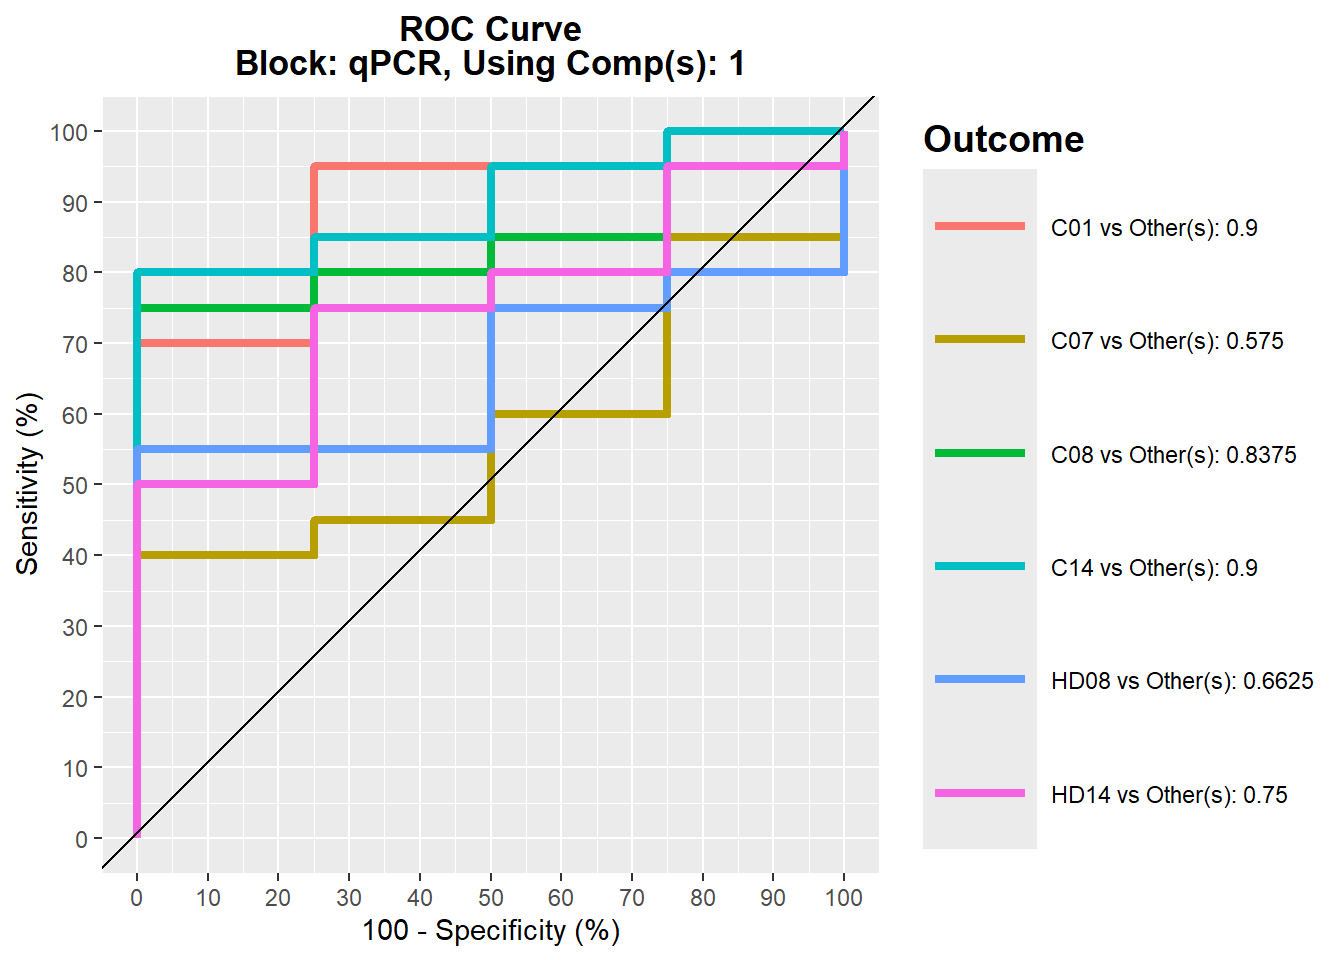 ROC Curve
Block: qPCR, Using Comp(s): 1
Sensitivity (%)
100
90
80
70
60
50
40
30
20
10
0
0 10 20 30 40 50 60 70 80 90 100
100 - Specificity (%)
Outcome
C01 vs Other(s): 0.9
C07 vs Other(s): 0.575
C08 vs Other(s): 0.8375
C14 vs Other(s): 0.9
HD08 vs Other(s): 0.6625
HD14 vs Other(s): 0.75